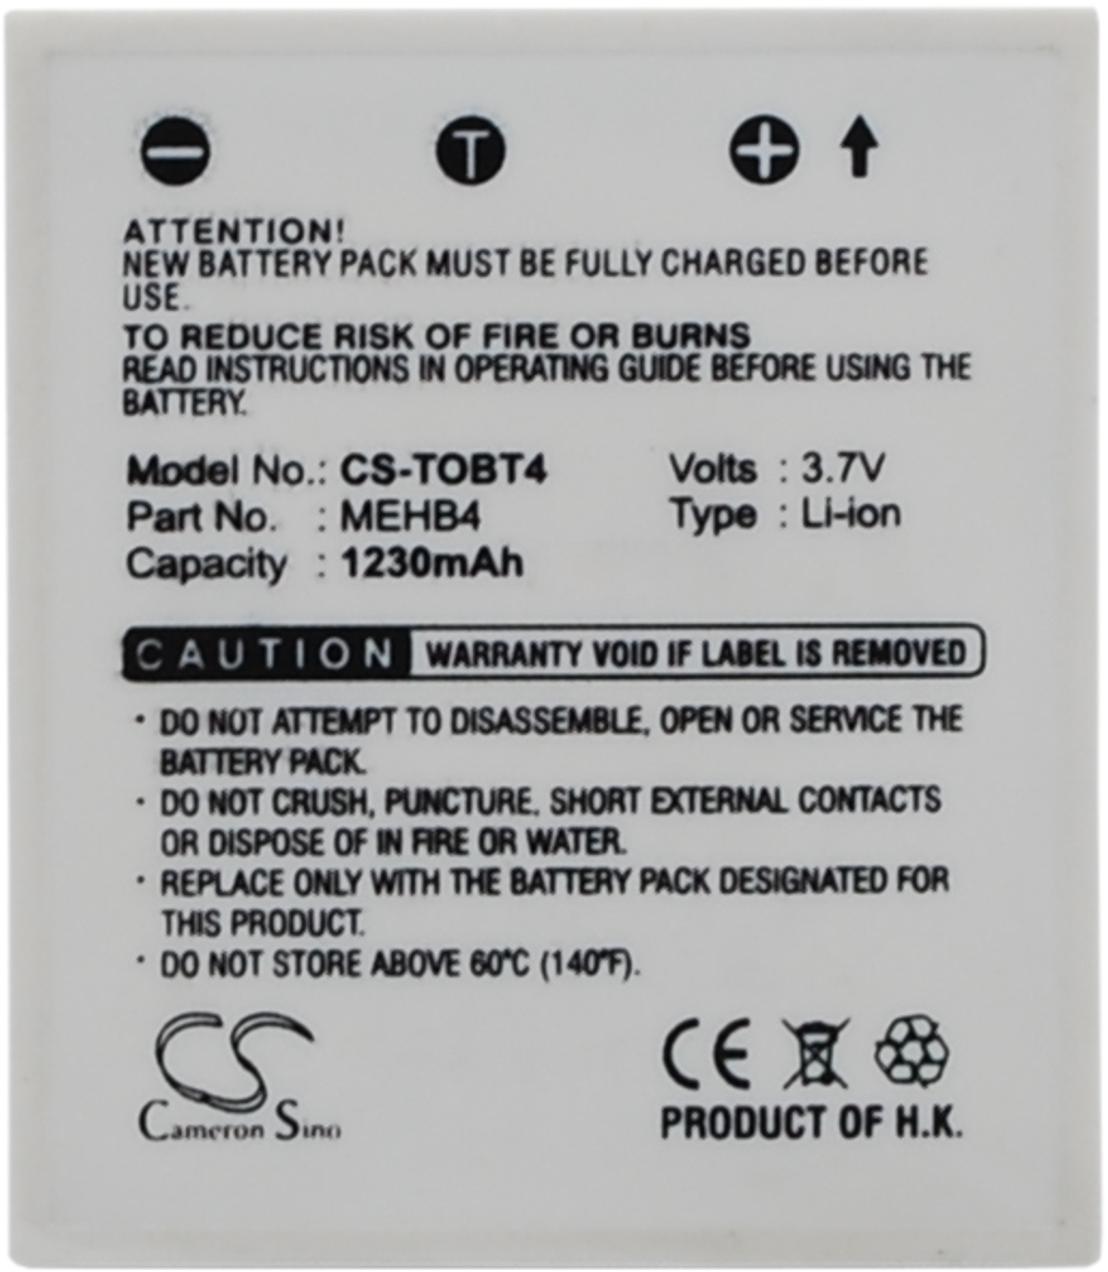 T
ATTENTION!
NEW BATTERY PACK MUST BE FULLY CHARGED BEFORE
USE.
TO REDUCE RISK OF FIRE OR BURNS
READ INSTRUCTIONS IN OPERATING GUIDE BEFORE USING THE
BATTERY.
Model No.: CS-TOBT4 Volts : 3.7V
Part No. : MEHB4 Type : Li-ion
Capacity : 1230mAh
CAUTION WARRANTY VOID IF LABEL IS REMOVED
· DO NOT ATTEMPT TO DISASSEMBLE, OPEN OR SERVICE THE
BATTERY PACK.
· DO NOT CRUSH, PUNCTURE, SHORT EXTERNAL CONTACTS
OR DISPOSE OF IN FIRE OR WATER.
· REPLACE ONLY WITH THE BATTERY PACK DESIGNATED FOR
THIS PRODUCT.
· DO NOT STORE ABOVE 60°C (140°F).
CS CE
Cameron Sino PRODUCT OF H.K.